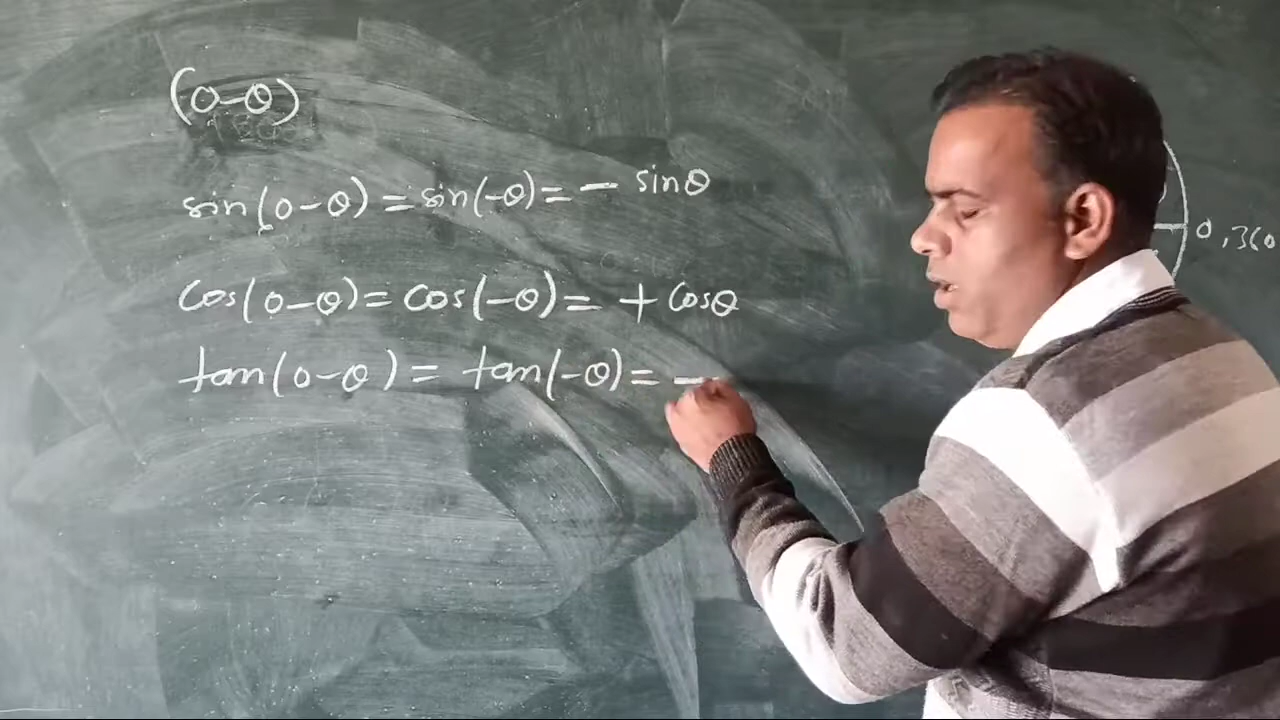 (0-θ)
sin(0-θ) = sin(-θ) = - sinθ
cos(0-θ) = cos(-θ) = + cosθ
tan(0-θ) = tan(-θ) = -
0, 360